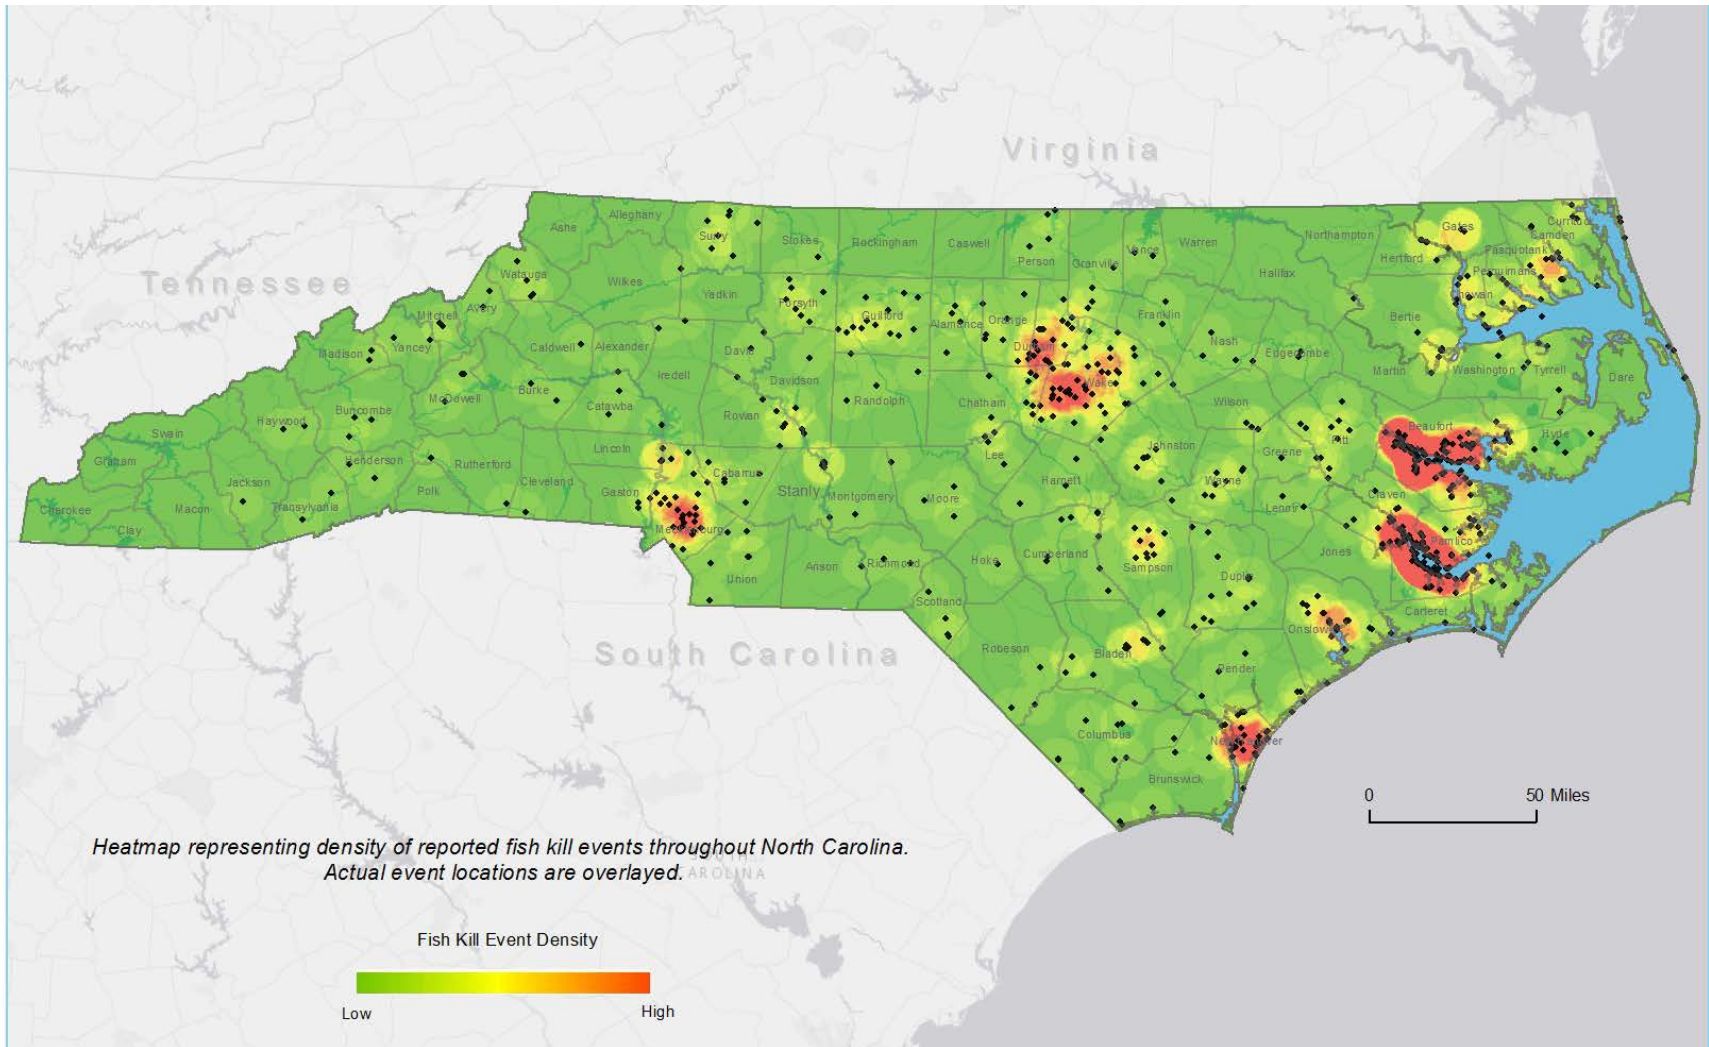 Virginia
Tennessee
Ashe
Alleghany
Surry
Stokes
Rockingham
Caswell
Person
Granville
Vance
Warren
Northampton
Gates
Currituck
Camden
Pasquotank
Perquimans
Hertford
Halifax
Chowan
Watauga
Wilkes
Yadkin
Forsyth
Guilford
Alamance
Orange
Durham
Franklin
Nash
Edgecombe
Bertie
Martin
Washington
Tyrrell
Dare
Avery
Mitchell
Yancey
Madison
Caldwell
Alexander
Iredell
Davie
Davidson
Randolph
Chatham
Wake
Wilson
Pitt
Beaufort
Hyde
McDowell
Burke
Catawba
Rowan
Buncombe
Haywood
Swain
Graham
Jackson
Henderson
Rutherford
Lincoln
Cabarrus
Stanly
Montgomery
Moore
Lee
Harnett
Johnston
Wayne
Greene
Lenoir
Craven
Pamlico
Cherokee
Clay
Macon
Transylvania
Polk
Cleveland
Gaston
Mecklenburg
Union
Anson
Richmond
Hoke
Cumberland
Sampson
Duplin
Jones
Carteret
Onslow
Scotland
Robeson
Bladen
Pender
Columbus
New Hanover
Brunswick
South Carolina
0 50 Miles
Heatmap representing density of reported fish kill events throughout North Carolina.
Actual event locations are overlayed.
SOUTH
CAROLINA
Fish Kill Event Density
Low High